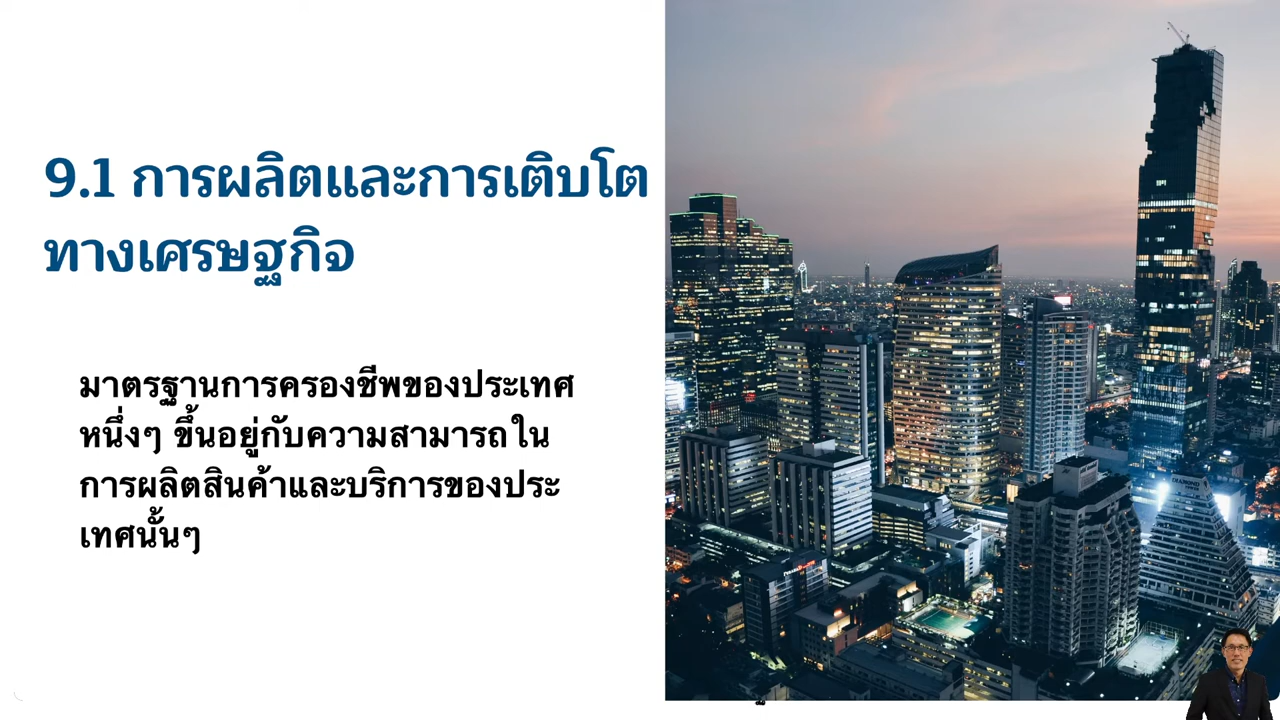 9.1 การผลิตและการเติบโต
ทางเศรษฐกิจ
มาตรฐานการครองชีพของประเทศ
หนึ่งๆ ขึ้นอยู่กับความสามารถใน
การผลิตสินค้าและบริการของประ
เทศนั้นๆ
DIAMOND